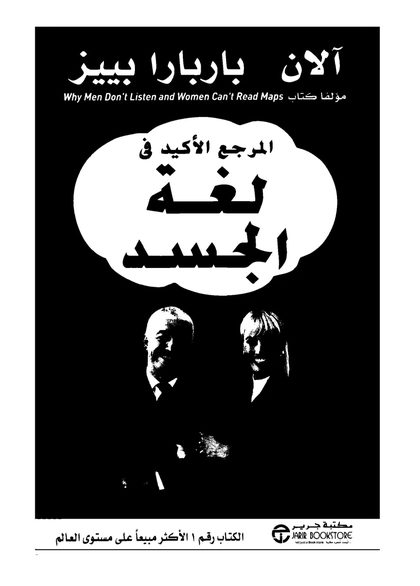 آلان باربارا بييز
مؤلفا كتاب Why Men Don't Listen and Women Can't Read Maps
المرجع الأكيد في
لغة
الجسد
الكتاب رقم ١ الأكثر مبيعاً على مستوى العالم
مكتبة جرير
JARIR BOOKSTORE